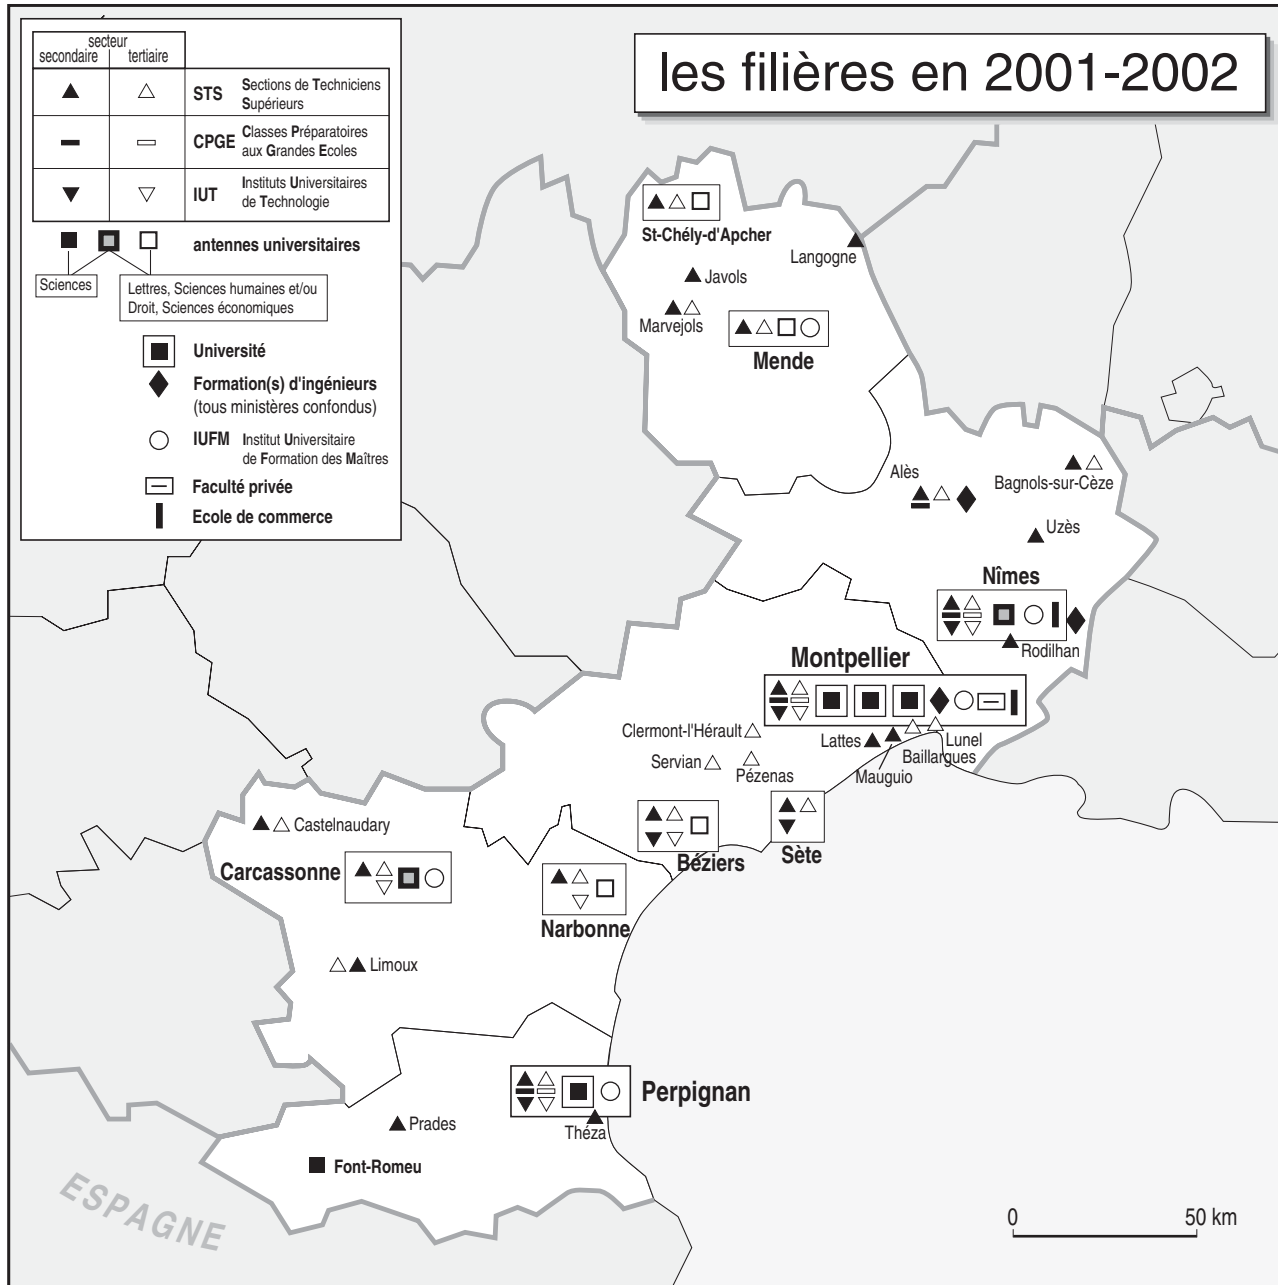 les filières en 2001-2002
secteur
secondaire tertiaire
STS Sections de Techniciens
Supérieurs
CPGE Classes Préparatoires
aux Grandes Ecoles
IUT Instituts Universitaires
de Technologie
antennes universitaires
Sciences
Lettres, Sciences humaines et/ou
Droit, Sciences économiques
Université
Formation(s) d'ingénieurs
(tous ministères confondus)
IUFM Institut Universitaire
de Formation des Maîtres
Faculté privée
Ecole de commerce
St-Chély-d'Apcher
Langogne
Javols
Marvejols
Mende
Alès
Bagnols-sur-Cèze
Uzès
Nîmes
Rodilhan
Montpellier
Clermont-l'Hérault
Lattes
Lunel
Baillargues
Servian
Pézenas
Mauguio
Castelnaudary
Béziers
Sète
Carcassonne
Narbonne
Limoux
Perpignan
Prades
Théza
Font-Romeu
ESPAGNE
0 50 km